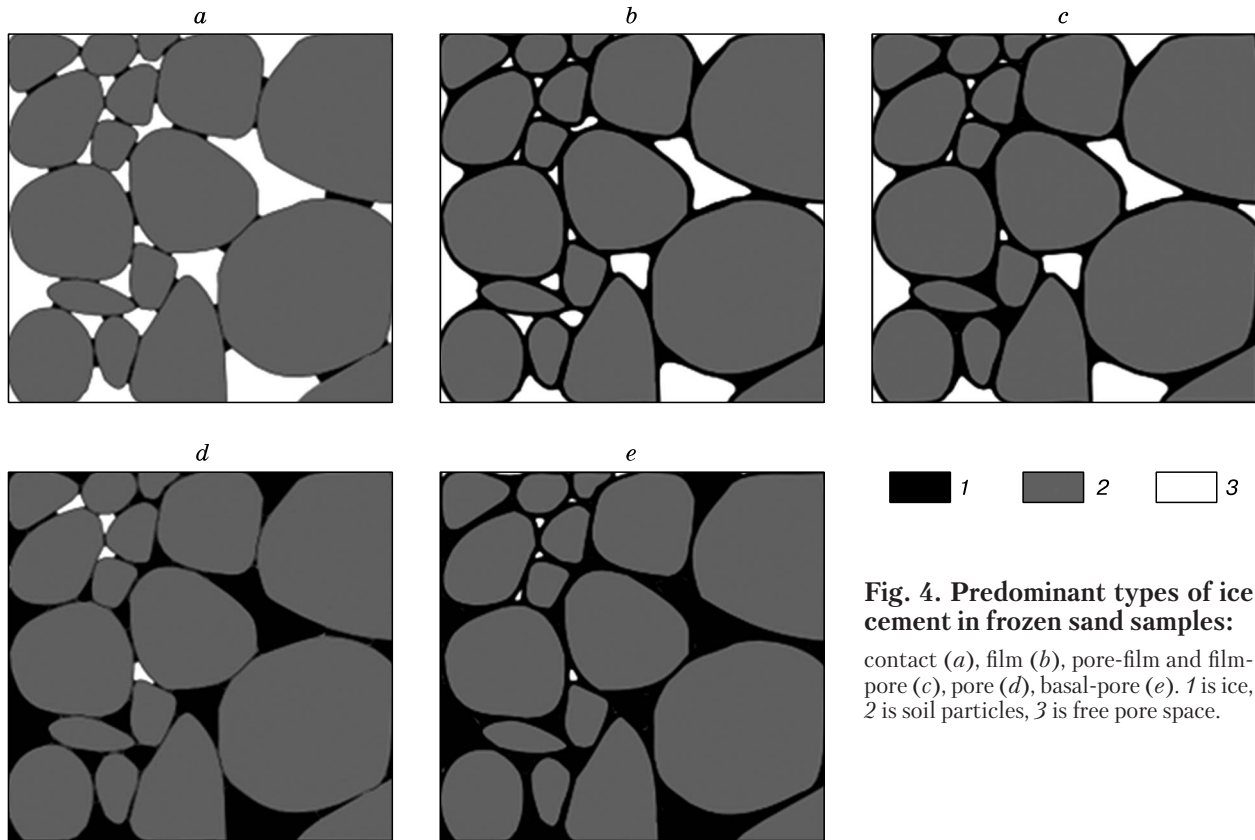 a
b
c
d
e
1
2
3
Fig. 4. Predominant types of ice
cement in frozen sand samples:
contact (a), film (b), pore-film and film-
pore (c), pore (d), basal-pore (e). 1 is ice,
2 is soil particles, 3 is free pore space.